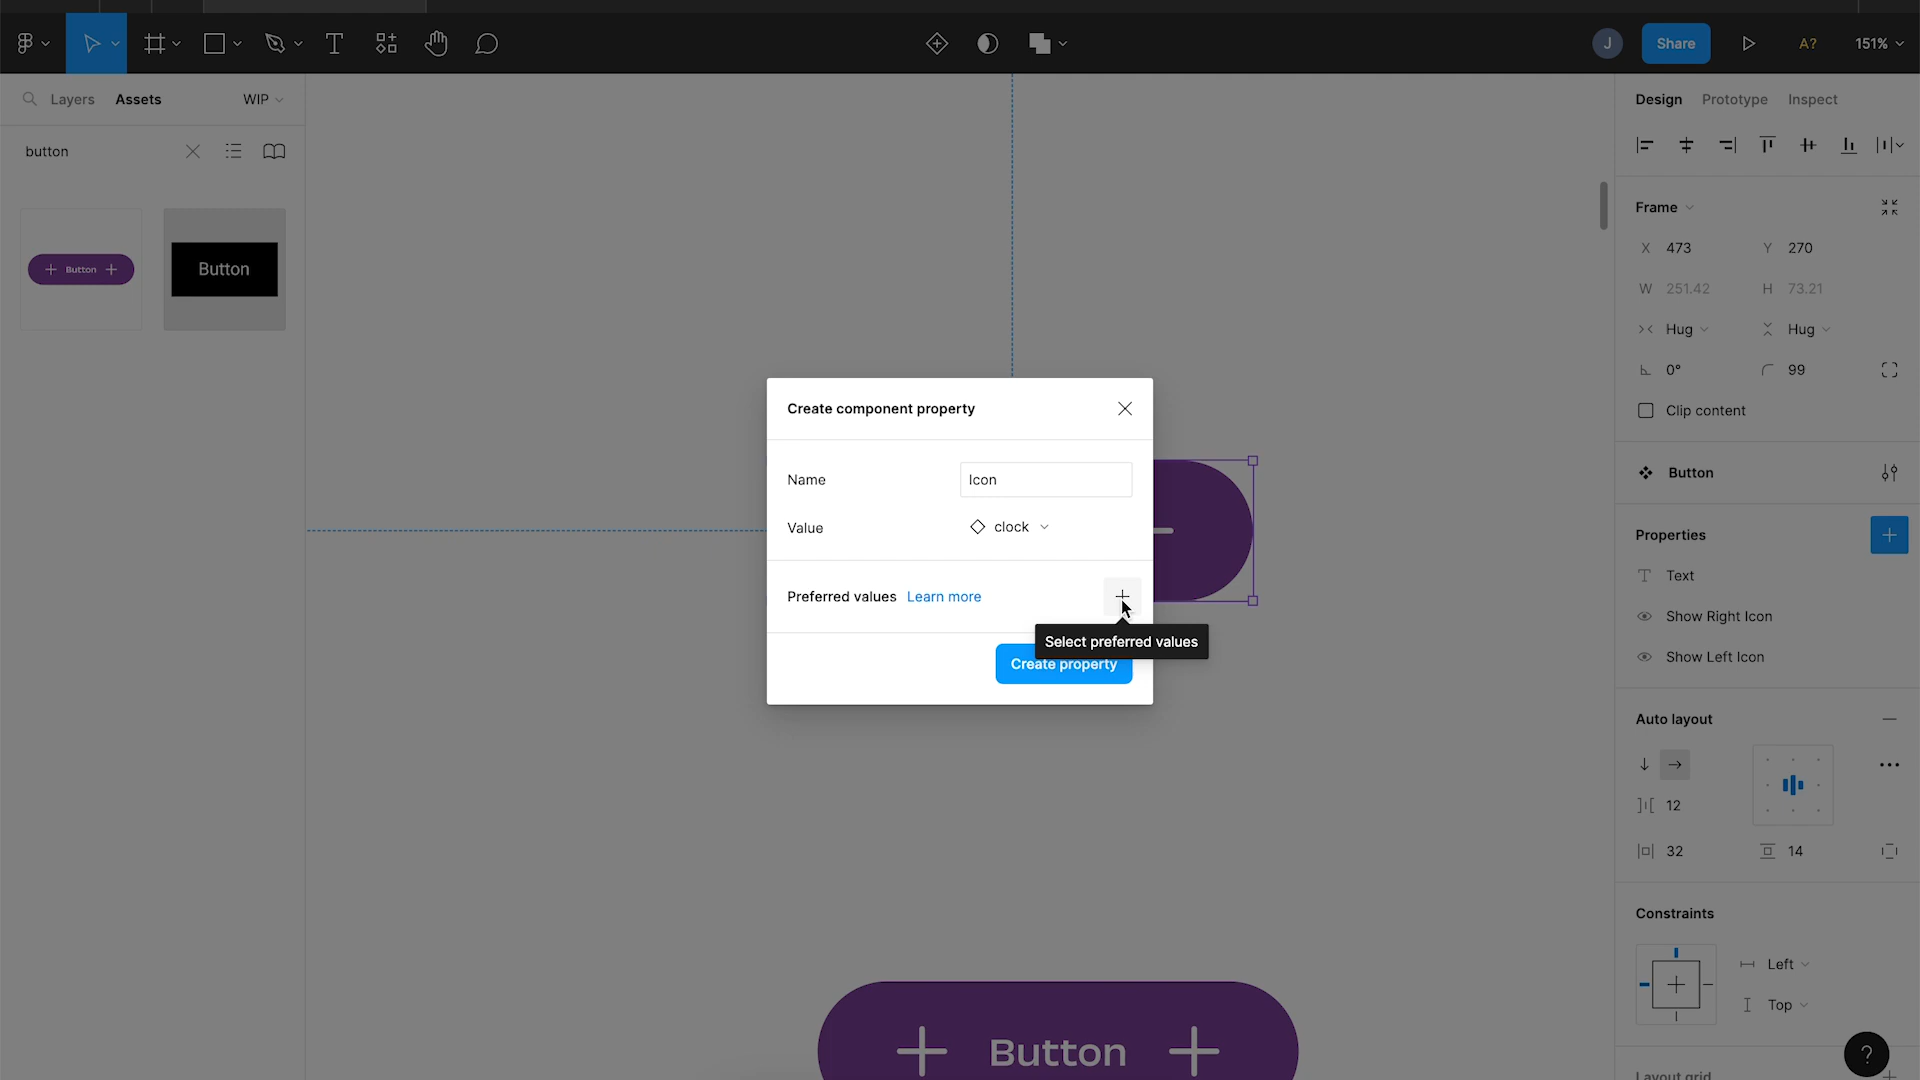 J
Share
A?
151%
Layers
Assets
WIP
button
Button
Button
Create component property
Name
Icon
Value
clock
Preferred values
Learn more
Select preferred values
Create property
Button
Design
Prototype
Inspect
Frame
X 473
Y 270
W 251.42
H 73.21
Hug
Hug
0°
99
Clip content
Button
Properties
Text
Show Right Icon
Show Left Icon
Auto layout
12
32
14
Constraints
Left
Top
Layout grid
?